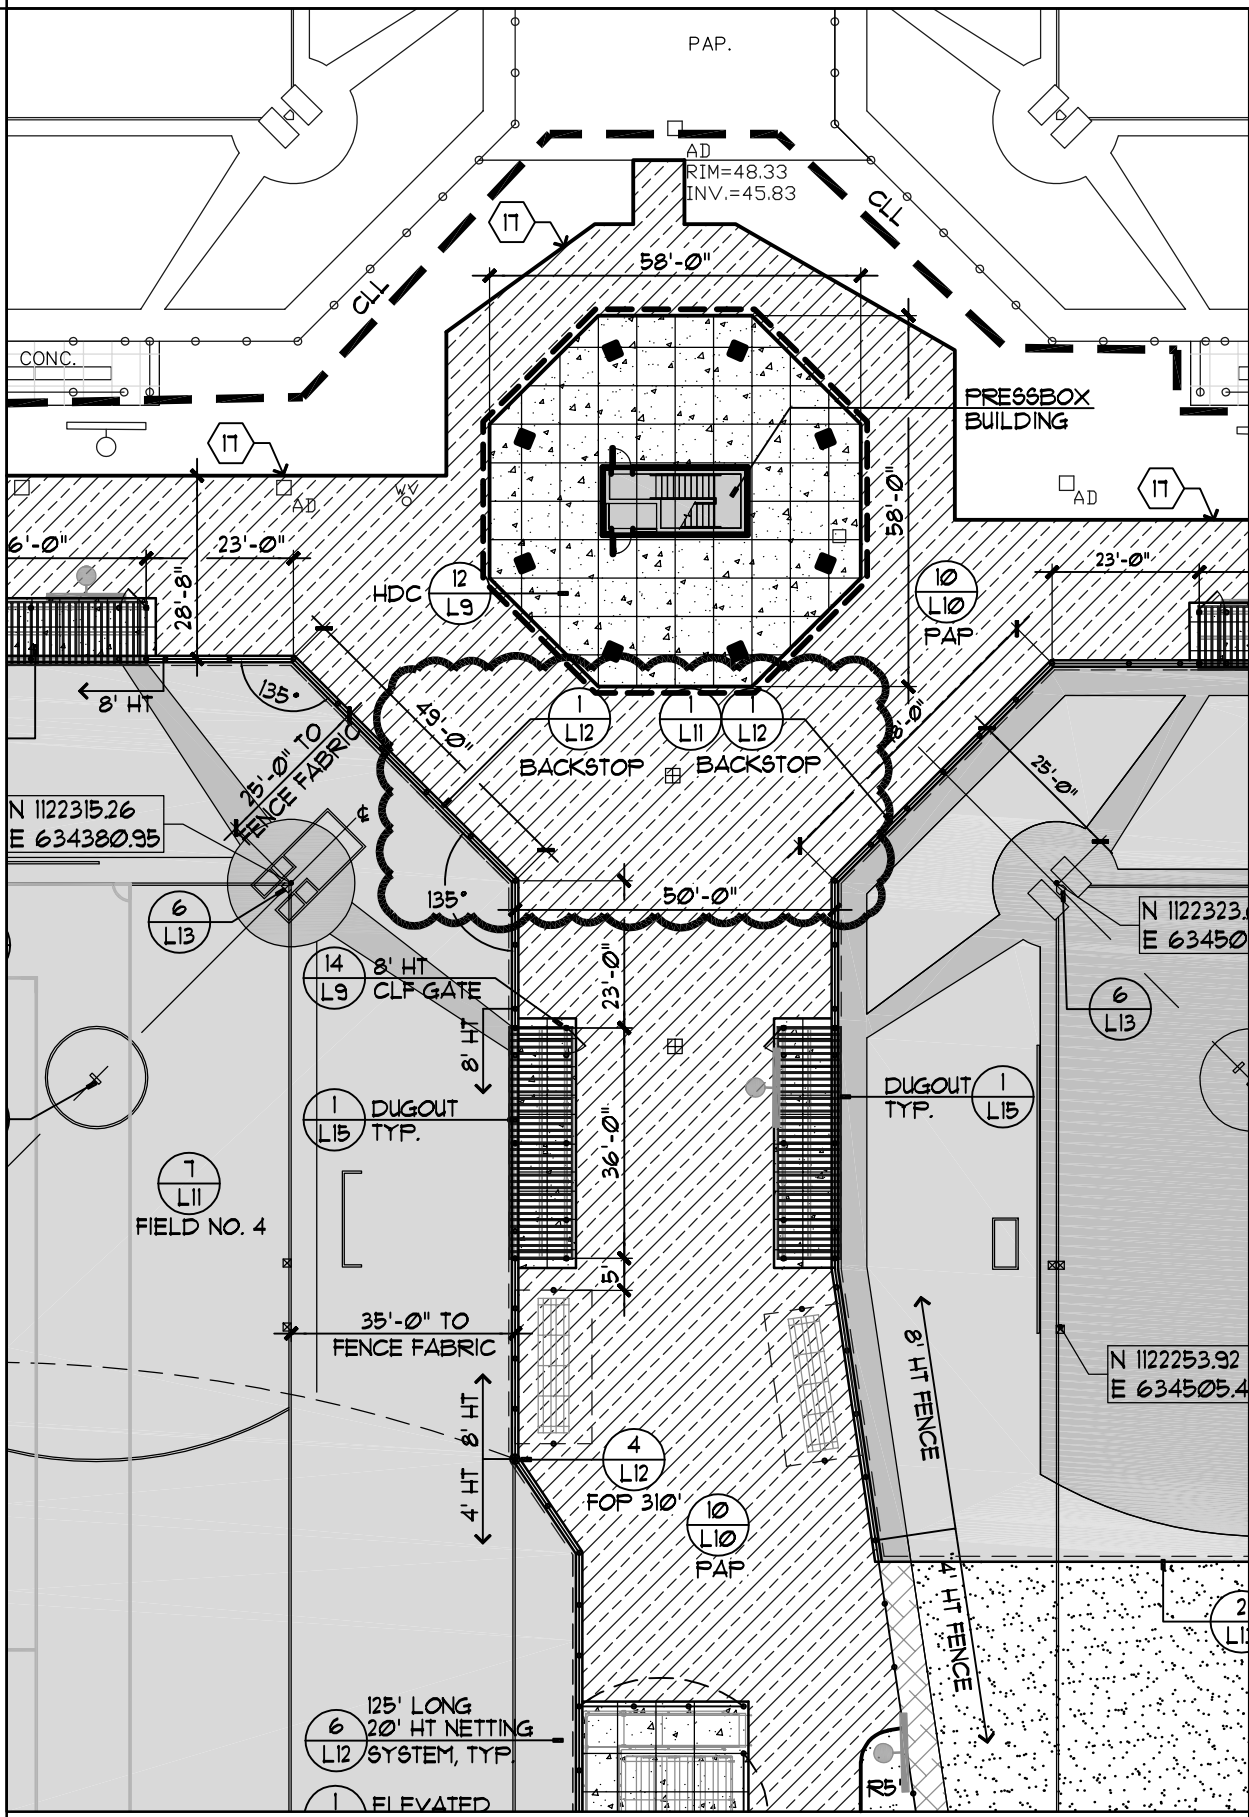 PAP.
AD
RIM=48.33
INV.=45.83
17
CLL
CLL
58'-0"
CONC.
PRESSBOX
BUILDING
17
17
AD
WV
AD
58'-0"
6'-0"
23'-0"
28'-8"
23'-0"
HDC
12
L9
10
L10
PAP
8' HT
135°
49'-0"
1
L12
BACKSTOP
1
L11
1
L12
BACKSTOP
25'-0" TO
FENCE FABRIC
25'-0"
N 1122315.26
E 634380.95
℄
135°
50'-0"
6
L13
N 1122323.
E 63450
14
L9
8' HT
CLF GATE
23'-0"
6
L13
8' HT
1
L15
DUGOUT
TYP.
36'-0"
DUGOUT
TYP.
1
L15
7
L11
FIELD NO. 4
5'
35'-0" TO
FENCE FABRIC
8' HT FENCE
N 1122253.92
E 634505.4
8' HT
4' HT
4
L12
FOP 310'
10
L10
PAP
4' HT FENCE
2
6
L12
125' LONG
20' HT NETTING
SYSTEM, TYP.
R5'
1
ELEVATED